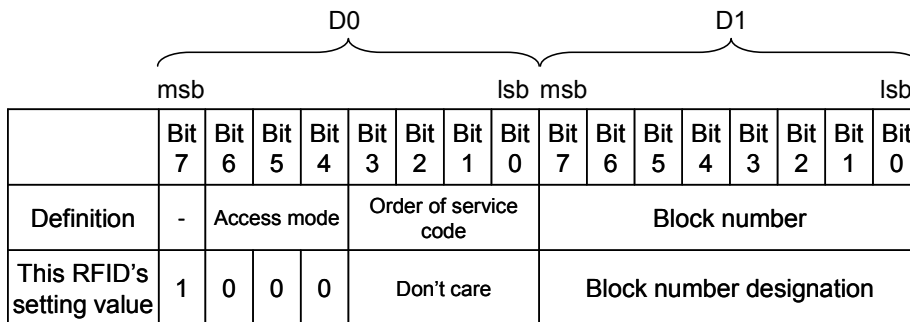 D0 D1
msb lsb msb lsb
Bit 7 Bit 6 Bit 5 Bit 4 Bit 3 Bit 2 Bit 1 Bit 0 Bit 7 Bit 6 Bit 5 Bit 4 Bit 3 Bit 2 Bit 1 Bit 0
Definition - Access mode Order of service code Block number
This RFID's setting value 1 0 0 0 Don't care Block number designation